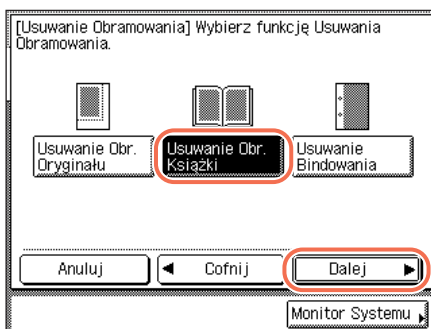 [Usuwanie Obramowania] Wybierz funkcję Usuwania
Obramowania.
Usuwanie Obr.
Oryginału
Usuwanie Obr.
Książki
Usuwanie
Bindowania
Anuluj
◄ Cofnij
Dalej ►
Monitor Systemu